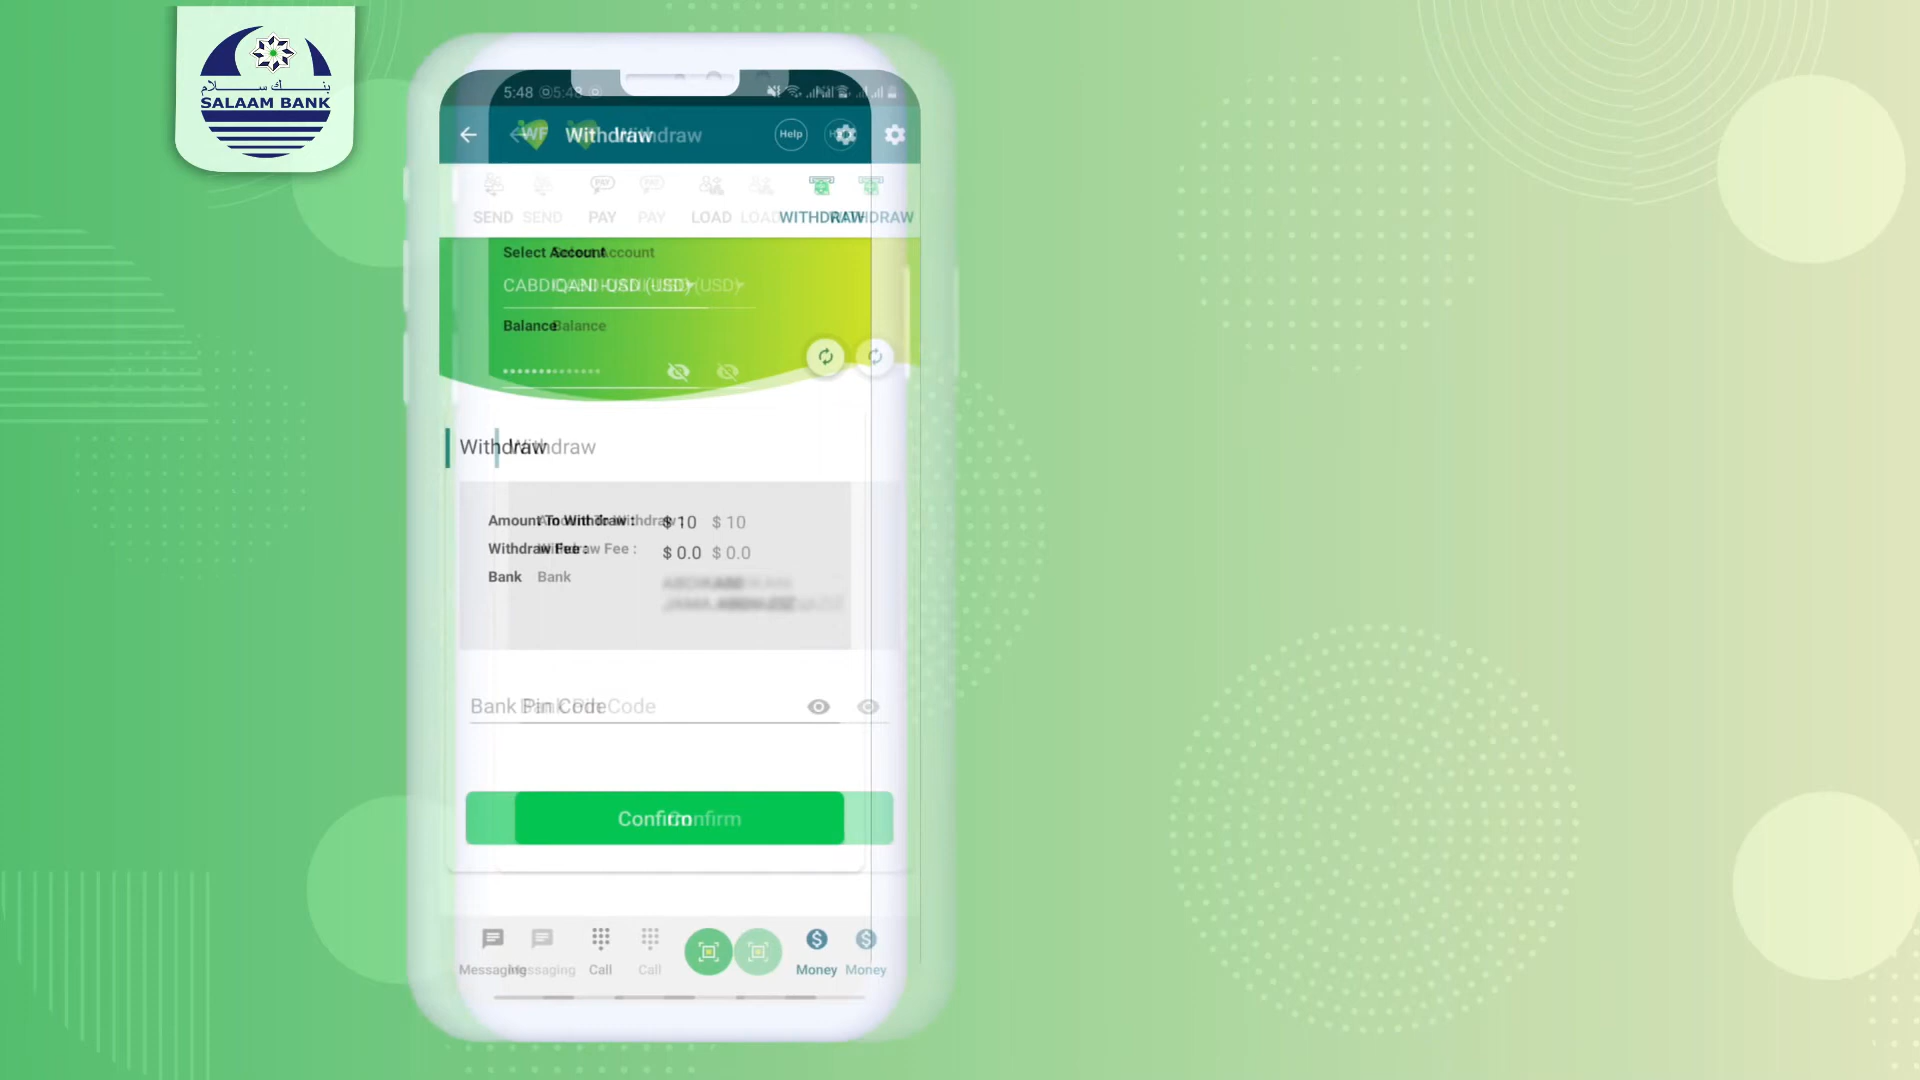 بنك سلام
SALAAM BANK
5:48
Withdraw
Help
SEND
PAY
LOAD
WITHDRAW
Select Account
Balance
Withdraw
Amount To Withdraw : $ 10
Withdraw Fee : $ 0.0
Bank
Bank Pin Code
Confirm
Messaging
Call
Money